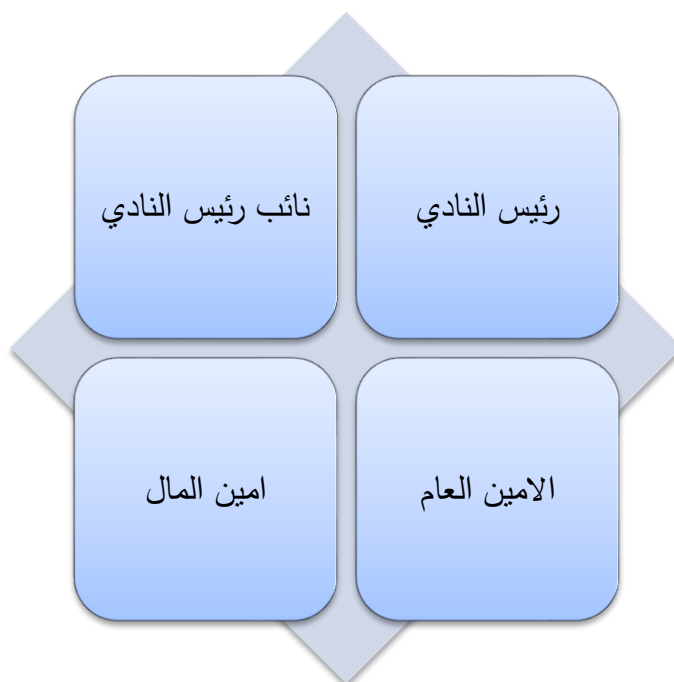 رئيس النادي
نائب رئيس النادي
الامين العام
امين المال